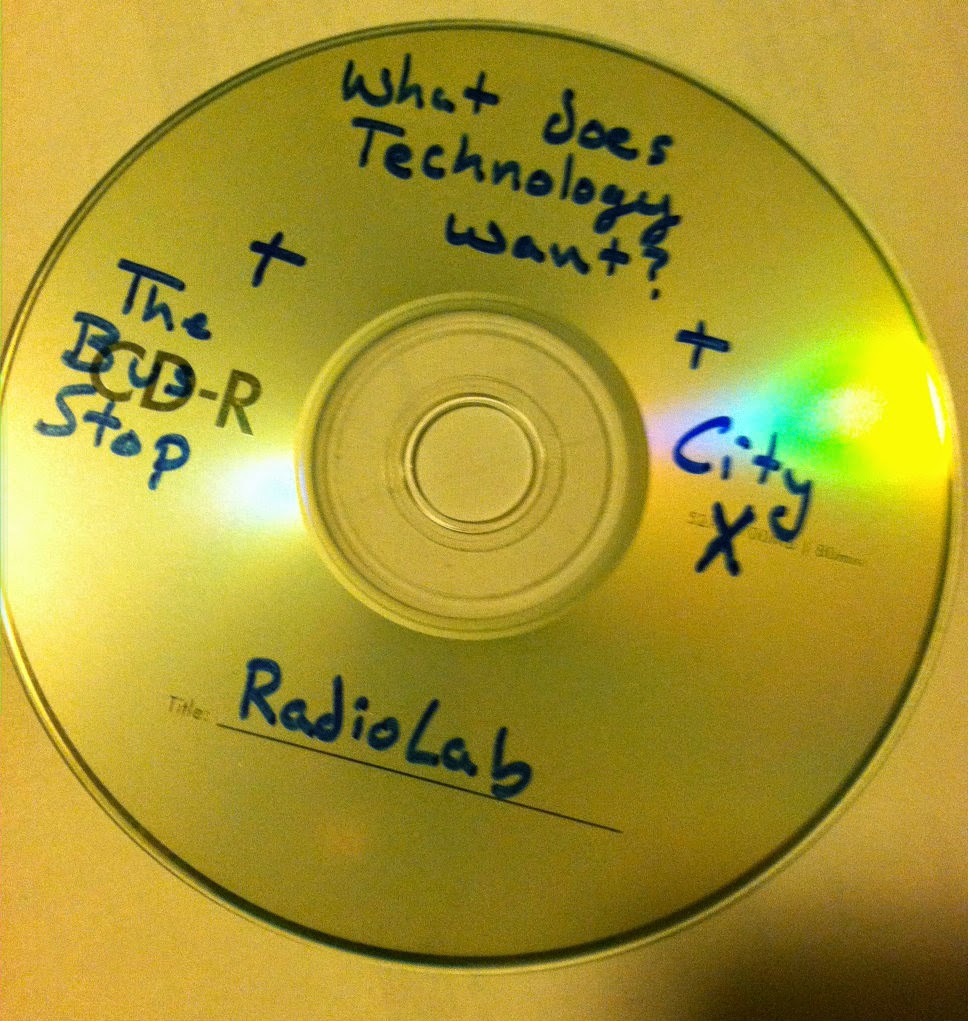 What does
Technology
want?
+
The
Bus
Stop
CD-R
+
City
X
Title: RadioLab